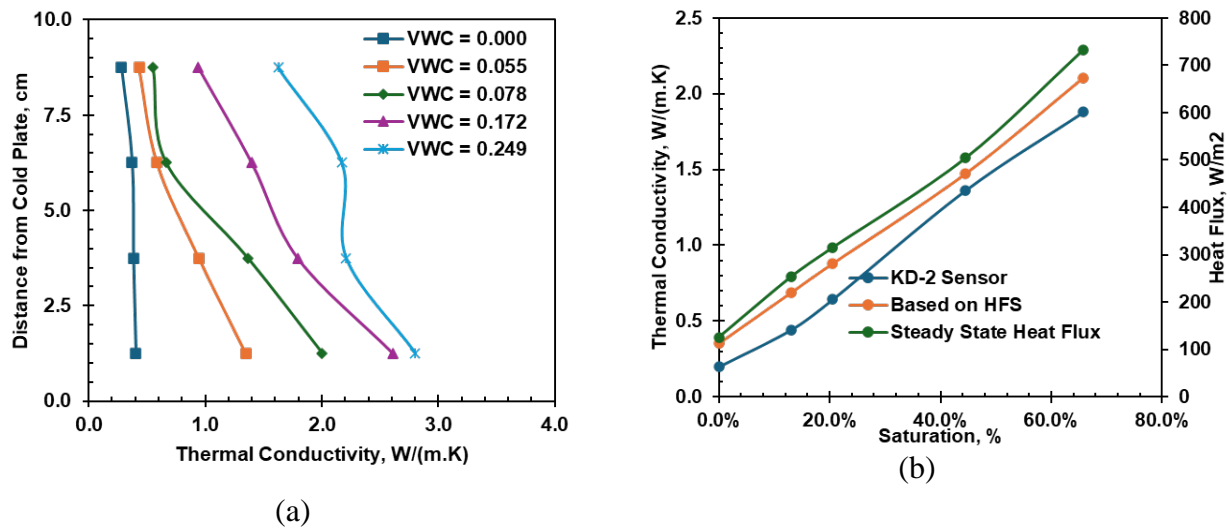 10.0
7.5
5.0
2.5
0.0
0.0 1.0 2.0 3.0 4.0
Distance from Cold Plate, cm
Thermal Conductivity, W/(m.K)
VWC = 0.000
VWC = 0.055
VWC = 0.078
VWC = 0.172
VWC = 0.249
(a)
2.5
2.0
1.5
1.0
0.5
0.0
Thermal Conductivity, W/(m.K)
KD-2 Sensor
Based on HFS
Steady State Heat Flux
0.0% 20.0% 40.0% 60.0% 80.0%
Saturation, %
800
700
600
500
400
300
200
100
0
Heat Flux, W/m2
(b)